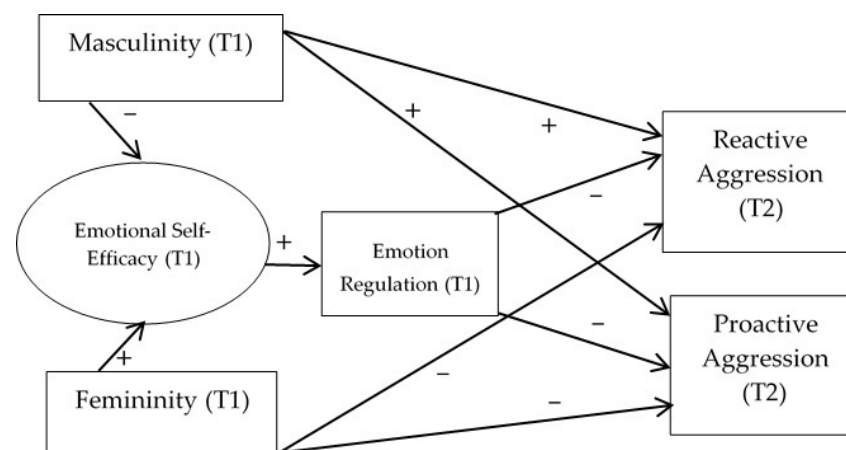 Masculinity (T1)
+
+
−
Reactive
Aggression
(T2)
−
Emotional Self-
Efficacy (T1)
+
Emotion
Regulation (T1)
−
Proactive
Aggression
(T2)
+
−
−
Femininity (T1)